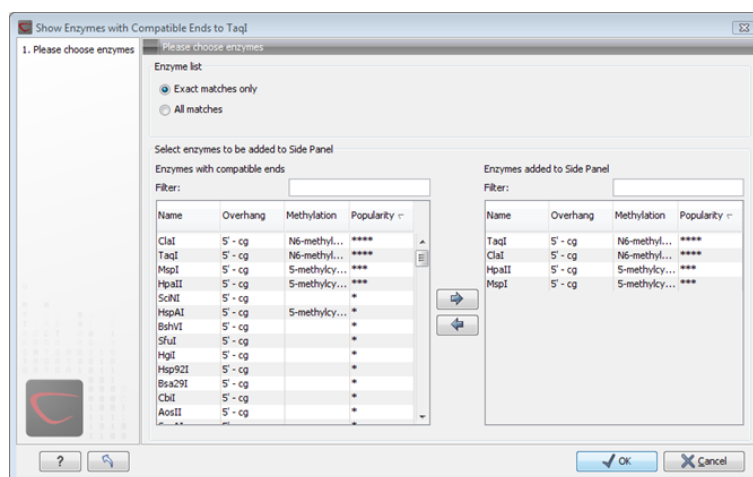 Show Enzymes with Compatible Ends to TaqI
1. Please choose enzymes
Please choose enzymes
Enzyme list
Exact matches only
All matches
Select enzymes to be added to Side Panel
Enzymes with compatible ends
Filter:
Name Overhang Methylation Popularity
ClaI 5' - cg N6-methyl... ****
TaqI 5' - cg N6-methyl... ****
MspI 5' - cg 5-methylcy... ***
HpaII 5' - cg 5-methylcy... ***
SciNI 5' - cg *
HspAI 5' - cg 5-methylcy... *
BshVI 5' - cg *
SfuI 5' - cg *
HgiI 5' - cg *
Hsp92I 5' - cg *
Bsa29I 5' - cg *
CbiI 5' - cg *
AosII 5' - cg *
Enzymes added to Side Panel
Filter:
Name Overhang Methylation Popularity
TaqI 5' - cg N6-methyl... ****
ClaI 5' - cg N6-methyl... ****
HpaII 5' - cg 5-methylcy... ***
MspI 5' - cg 5-methylcy... ***
? OK Cancel